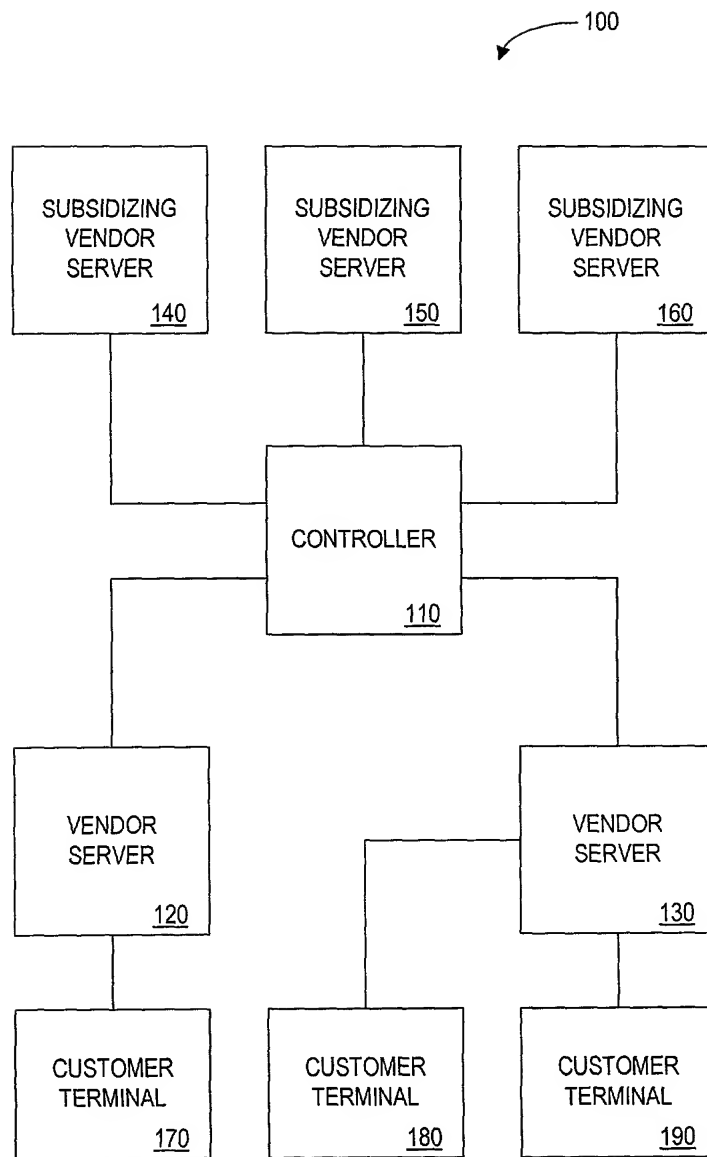 100
SUBSIDIZING
VENDOR
SERVER
140
SUBSIDIZING
VENDOR
SERVER
150
SUBSIDIZING
VENDOR
SERVER
160
CONTROLLER
110
VENDOR
SERVER
120
VENDOR
SERVER
130
CUSTOMER
TERMINAL
170
CUSTOMER
TERMINAL
180
CUSTOMER
TERMINAL
190